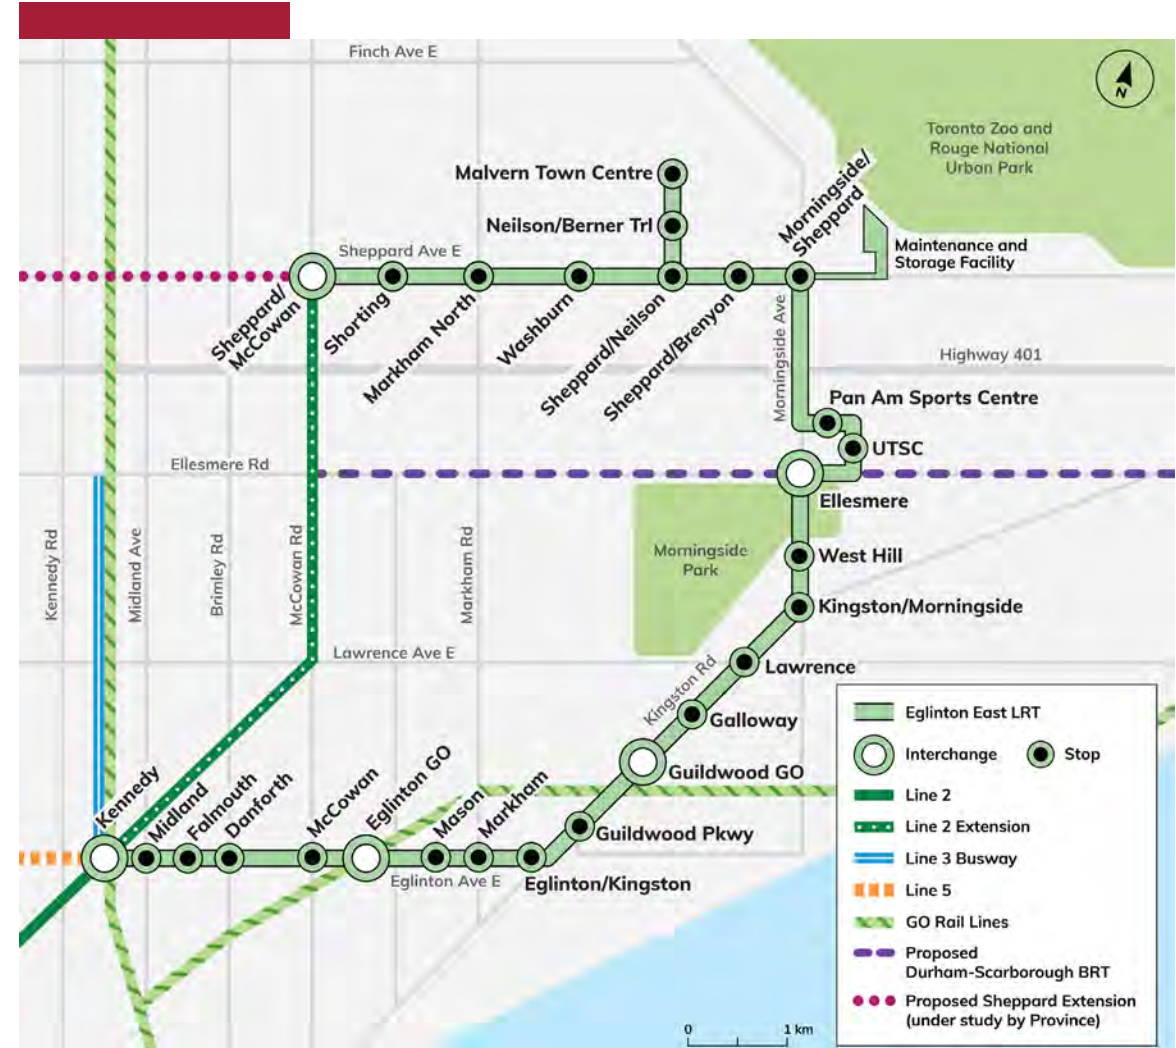 Finch Ave E
N
Toronto Zoo and
Rouge National
Urban Park
Malvern Town Centre
Neilson/Berner Trl
Morningside/
Sheppard
Sheppard Ave E
Maintenance and
Storage Facility
Sheppard/
McCowan
Shorting
Markham North
Washburn
Sheppard/Neilson
Sheppard/Brenyon
Morningside Ave
Highway 401
Pan Am Sports Centre
UTSC
Ellesmere Rd
Ellesmere
Kennedy Rd
Midland Ave
Brimley Rd
McCowan Rd
Markham Rd
Morningside
Park
West Hill
Kingston/Morningside
Lawrence Ave E
Lawrence
Kingston Rd
Galloway
Guildwood GO
Guildwood Pkwy
Kennedy
Midland
Falmouth
Danforth
McCowan
Eglinton GO
Mason
Markham
Eglinton Ave E
Eglinton/Kingston
Eglinton East LRT
Interchange
Stop
Line 2
Line 2 Extension
Line 3 Busway
Line 5
GO Rail Lines
Proposed
Durham-Scarborough BRT
Proposed Sheppard Extension
(under study by Province)
0 1 km